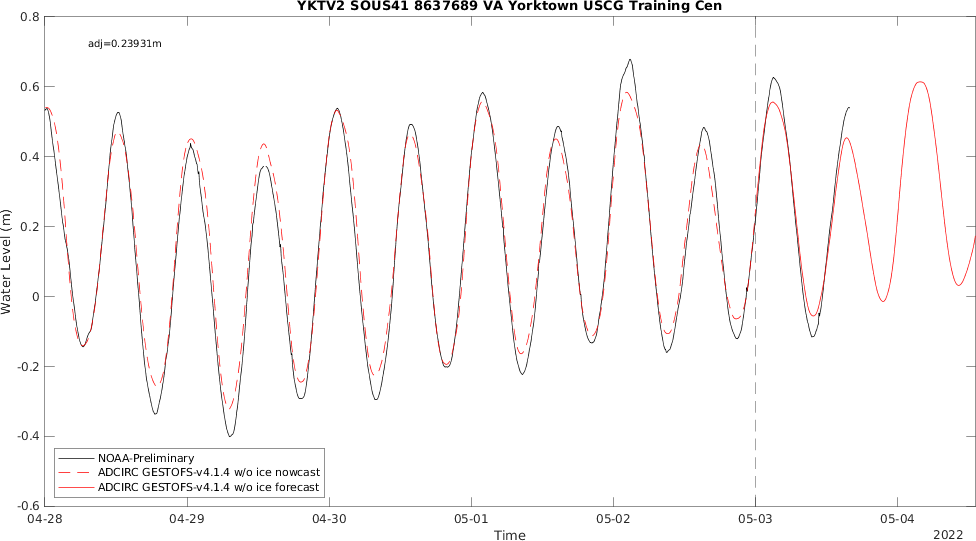 YKTV2 SOUS41 8637689 VA Yorktown USCG Training Cen
adj=0.23931m
Water Level (m)
0.8
0.6
0.4
0.2
0
-0.2
-0.4
-0.6
NOAA-Preliminary
ADCIRC GESTOFS-v4.1.4 w/o ice nowcast
ADCIRC GESTOFS-v4.1.4 w/o ice forecast
04-28 04-29 04-30 05-01 05-02 05-03 05-04
Time
2022